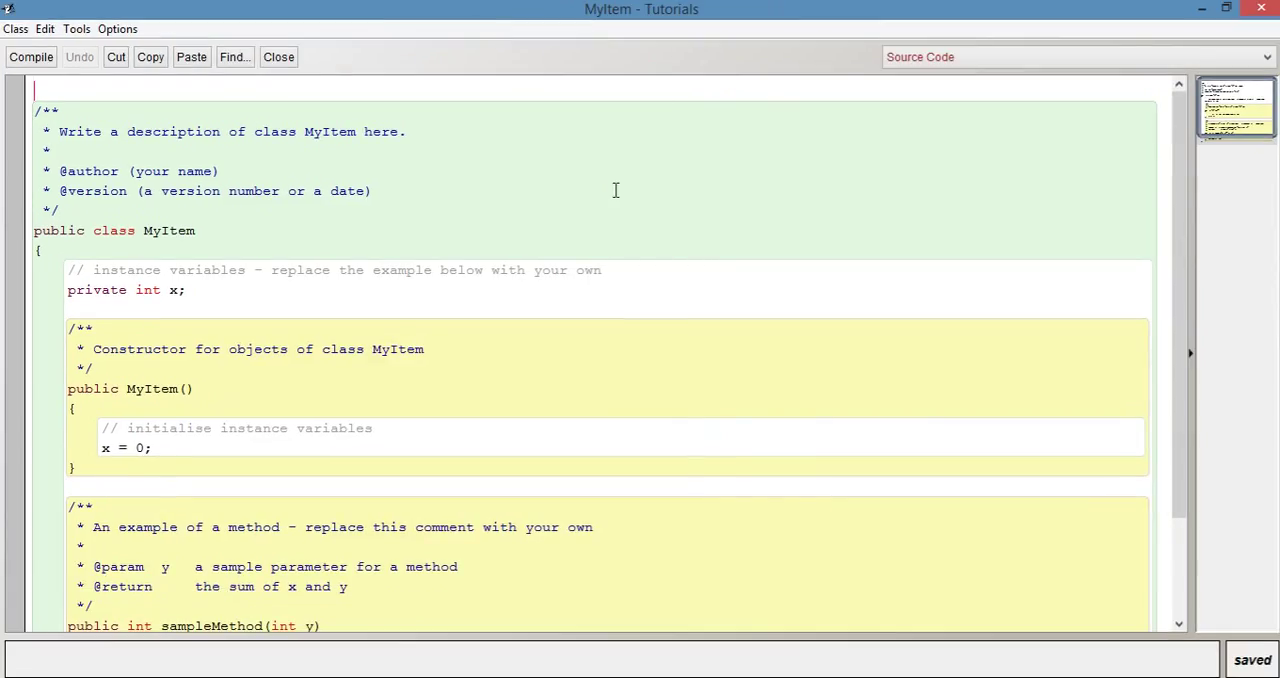 MyItem - Tutorials
Class Edit Tools Options
Compile Undo Cut Copy Paste Find... Close Source Code
/**
 * Write a description of class MyItem here.
 *
 * @author (your name)
 * @version (a version number or a date)
 */
public class MyItem
{
// instance variables - replace the example below with your own
private int x;
/**
 * Constructor for objects of class MyItem
 */
public MyItem()
{
// initialise instance variables
x = 0;
}
/**
 * An example of a method - replace this comment with your own
 *
 * @param  y   a sample parameter for a method
 * @return     the sum of x and y
 */
public int sampleMethod(int y)
saved